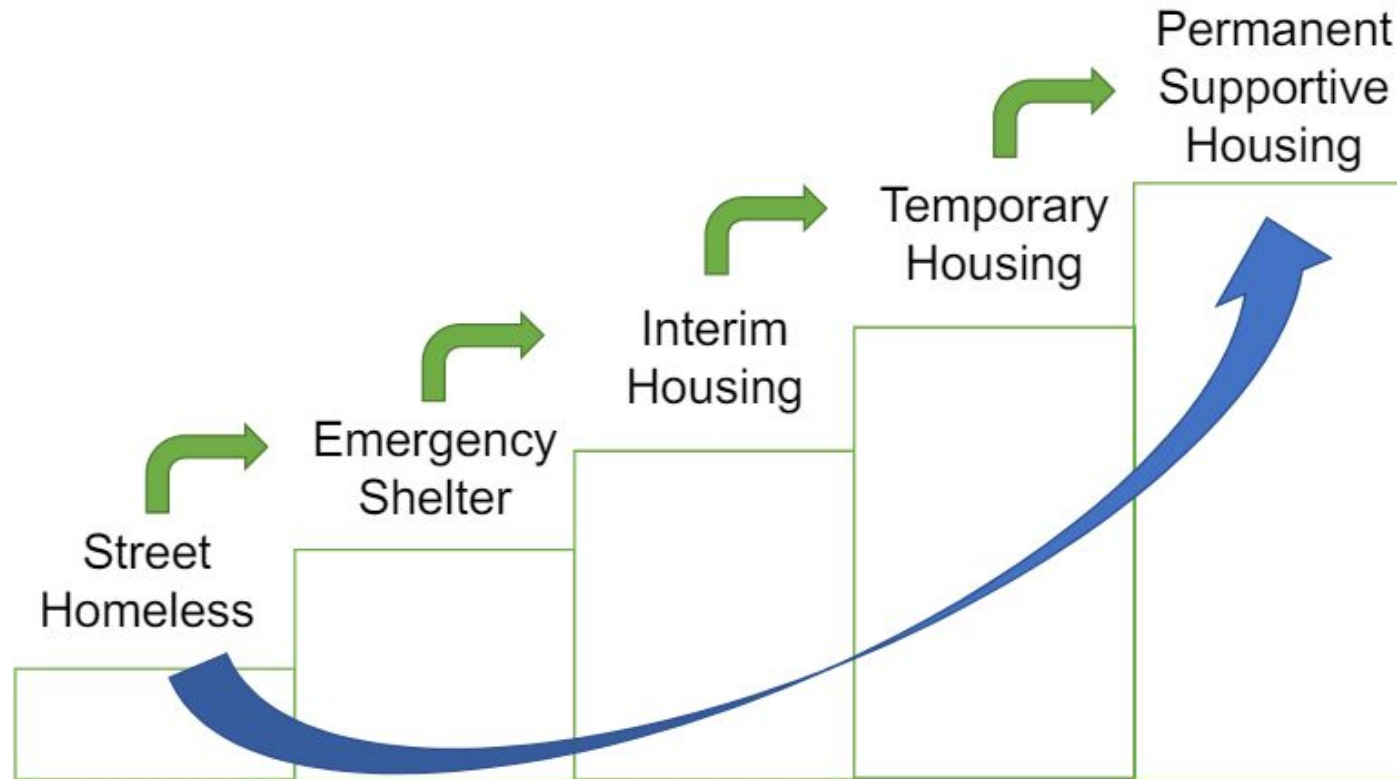 Street
Homeless
Emergency
Shelter
Interim
Housing
Temporary
Housing
Permanent
Supportive
Housing